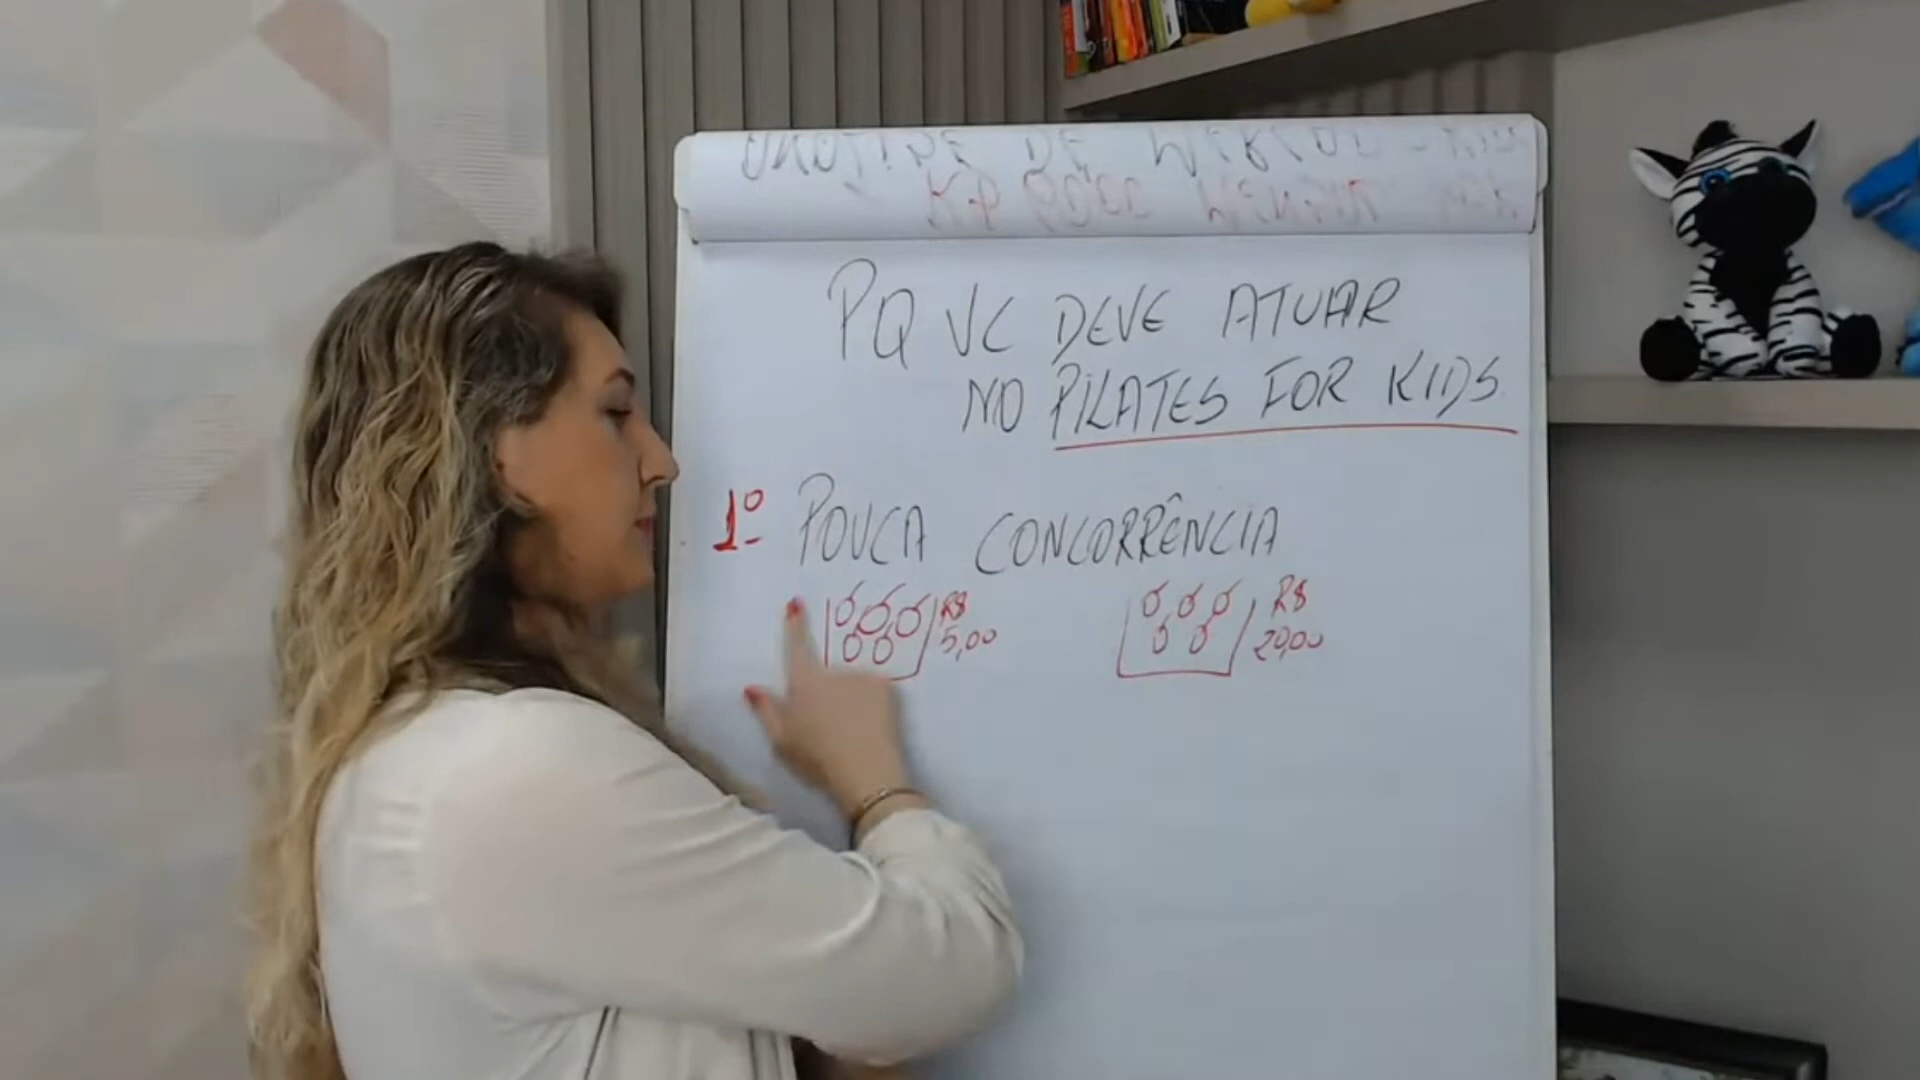 PQ VC DEVE ATUAR
NO PILATES FOR KIDS
1º POUCA CONCORRÊNCIA
R$ R$
5,00 20,00